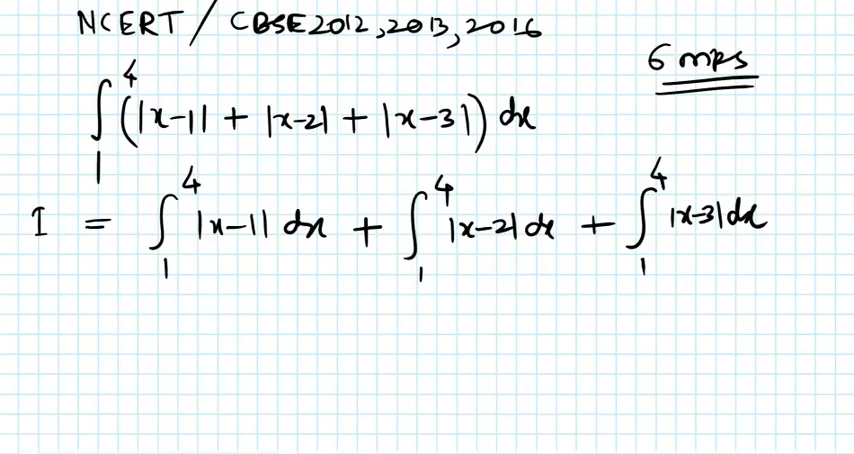 NCERT / CBSE 2012, 2013, 2016
6 mrks
∫₁⁴ (|x-1| + |x-2| + |x-3|) dx
I = ∫₁⁴ |x-1| dx + ∫₁⁴ |x-2| dx + ∫₁⁴ |x-3| dx